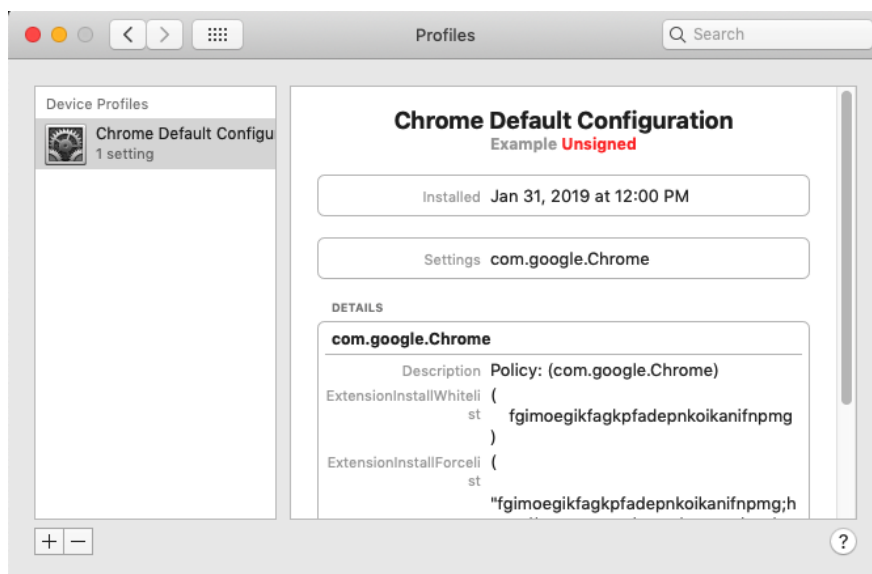 Profiles
Search
Device Profiles
Chrome Default Configu
1 setting
Chrome Default Configuration
Example Unsigned
Installed Jan 31, 2019 at 12:00 PM
Settings com.google.Chrome
DETAILS
com.google.Chrome
Description Policy: (com.google.Chrome)
ExtensionInstallWhiteli (
st fgimoegikfagkpfadepnkoikanifnpmg
)
ExtensionInstallForceli (
st
"fgimoegikfagkpfadepnkoikanifnpmg;h
+ −
?